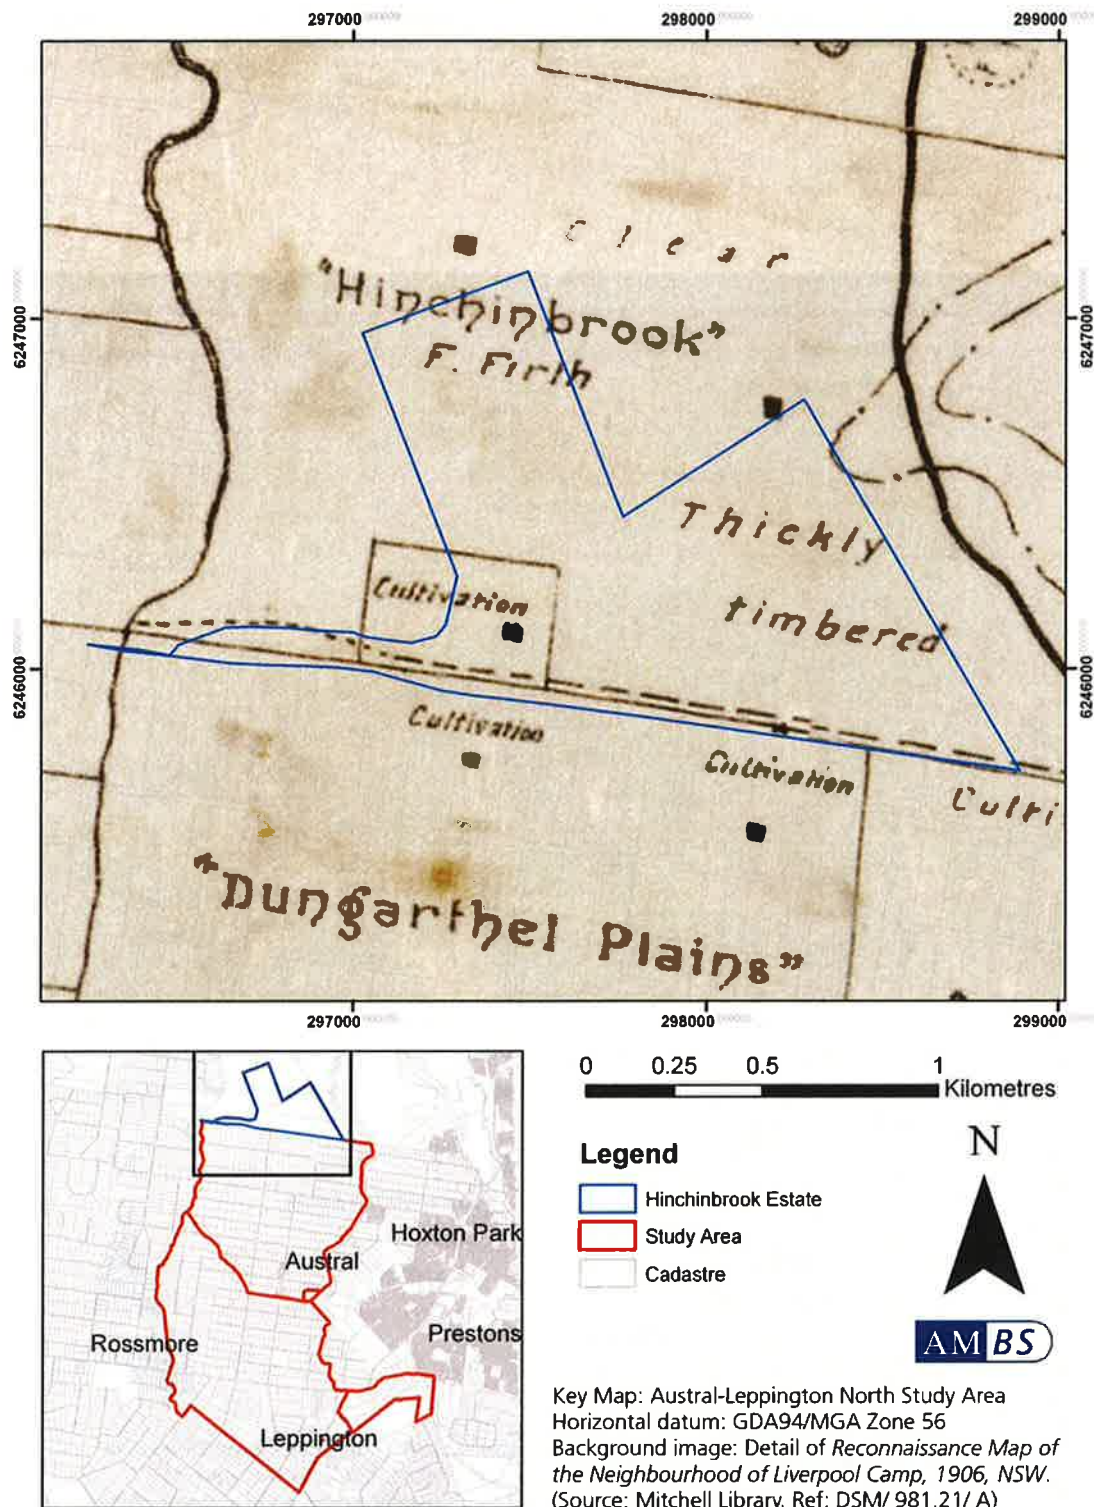 297000 298000 299000
6247000
6247000
6246000
6246000
Clear
"Hinchinbrook"
F. Firth
Thickly
timbered
Cultivation
Cultivation
Cultivation
Culti
"Dungarthel Plains"
297000 298000 299000
Hoxton Park
Austral
Rossmore
Prestons
Leppington
0 0.25 0.5 1
Kilometres
Legend
Hinchinbrook Estate
Study Area
Cadastre
N
AMBS
Key Map: Austral-Leppington North Study Area
Horizontal datum: GDA94/MGA Zone 56
Background image: Detail of Reconnaissance Map of
the Neighbourhood of Liverpool Camp, 1906, NSW.
(Source: Mitchell Library, Ref: DSM/ 981.21/ A)